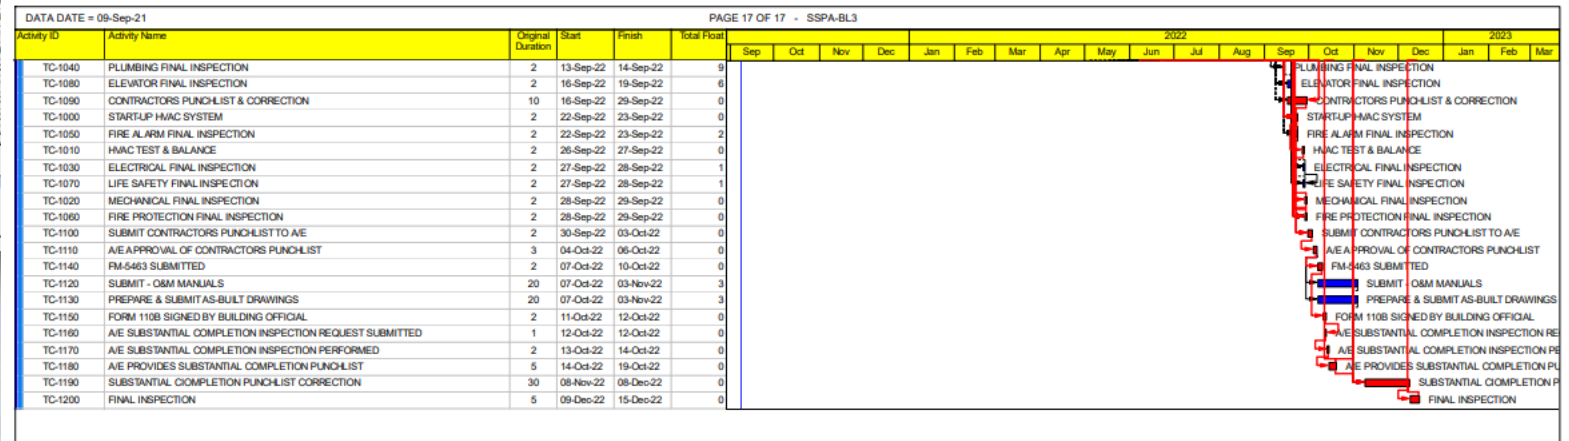 DATA DATE = 09-Sep-21 PAGE 17 OF 17 - SSPA-BL3
Activity ID Activity Name Original Duration Start Finish Total Float 2022 2023
Sep Oct Nov Dec Jan Feb Mar Apr May Jun Jul Aug Sep Oct Nov Dec Jan Feb Mar
TC-1040 PLUMBING FINAL INSPECTION 2 13-Sep-22 14-Sep-22 9 PLUMBING FINAL INSPECTION
TC-1080 ELEVATOR FINAL INSPECTION 2 16-Sep-22 19-Sep-22 6 ELEVATOR FINAL INSPECTION
TC-1090 CONTRACTORS PUNCHLIST & CORRECTION 10 16-Sep-22 29-Sep-22 0 CONTRACTORS PUNCHLIST & CORRECTION
TC-1000 START-UP HVAC SYSTEM 2 22-Sep-22 23-Sep-22 0 START-UP HVAC SYSTEM
TC-1050 FIRE ALARM FINAL INSPECTION 2 22-Sep-22 23-Sep-22 2 FIRE ALARM FINAL INSPECTION
TC-1010 HVAC TEST & BALANCE 2 26-Sep-22 27-Sep-22 0 HVAC TEST & BALANCE
TC-1030 ELECTRICAL FINAL INSPECTION 2 27-Sep-22 28-Sep-22 1 ELECTRICAL FINAL INSPECTION
TC-1070 LIFE SAFETY FINAL INSPECTION 2 27-Sep-22 28-Sep-22 1 LIFE SAFETY FINAL INSPECTION
TC-1020 MECHANICAL FINAL INSPECTION 2 28-Sep-22 29-Sep-22 0 MECHANICAL FINAL INSPECTION
TC-1060 FIRE PROTECTION FINAL INSPECTION 2 28-Sep-22 29-Sep-22 0 FIRE PROTECTION FINAL INSPECTION
TC-1100 SUBMIT CONTRACTORS PUNCHLIST TO A/E 2 30-Sep-22 03-Oct-22 0 SUBMIT CONTRACTORS PUNCHLIST TO A/E
TC-1110 A/E APPROVAL OF CONTRACTORS PUNCHLIST 3 04-Oct-22 06-Oct-22 0 A/E APPROVAL OF CONTRACTORS PUNCHLIST
TC-1140 FM-5463 SUBMITTED 2 07-Oct-22 10-Oct-22 0 FM-5463 SUBMITTED
TC-1120 SUBMIT - O&M MANUALS 20 07-Oct-22 03-Nov-22 3 SUBMIT - O&M MANUALS
TC-1130 PREPARE & SUBMIT AS-BUILT DRAWINGS 20 07-Oct-22 03-Nov-22 3 PREPARE & SUBMIT AS-BUILT DRAWINGS
TC-1150 FORM 110B SIGNED BY BUILDING OFFICIAL 2 11-Oct-22 12-Oct-22 0 FORM 110B SIGNED BY BUILDING OFFICIAL
TC-1160 A/E SUBSTANTIAL COMPLETION INSPECTION REQUEST SUBMITTED 1 12-Oct-22 12-Oct-22 0 A/E SUBSTANTIAL COMPLETION INSPECTION RE
TC-1170 A/E SUBSTANTIAL COMPLETION INSPECTION PERFORMED 2 13-Oct-22 14-Oct-22 0 A/E SUBSTANTIAL COMPLETION INSPECTION PE
TC-1180 A/E PROVIDES SUBSTANTIAL COMPLETION PUNCHLIST 5 14-Oct-22 19-Oct-22 0 A/E PROVIDES SUBSTANTIAL COMPLETION PU
TC-1190 SUBSTANTIAL CIOMPLETION PUNCHLIST CORRECTION 30 08-Nov-22 08-Dec-22 0 SUBSTANTIAL CIOMPLETION P
TC-1200 FINAL INSPECTION 5 09-Dec-22 15-Dec-22 0 FINAL INSPECTION